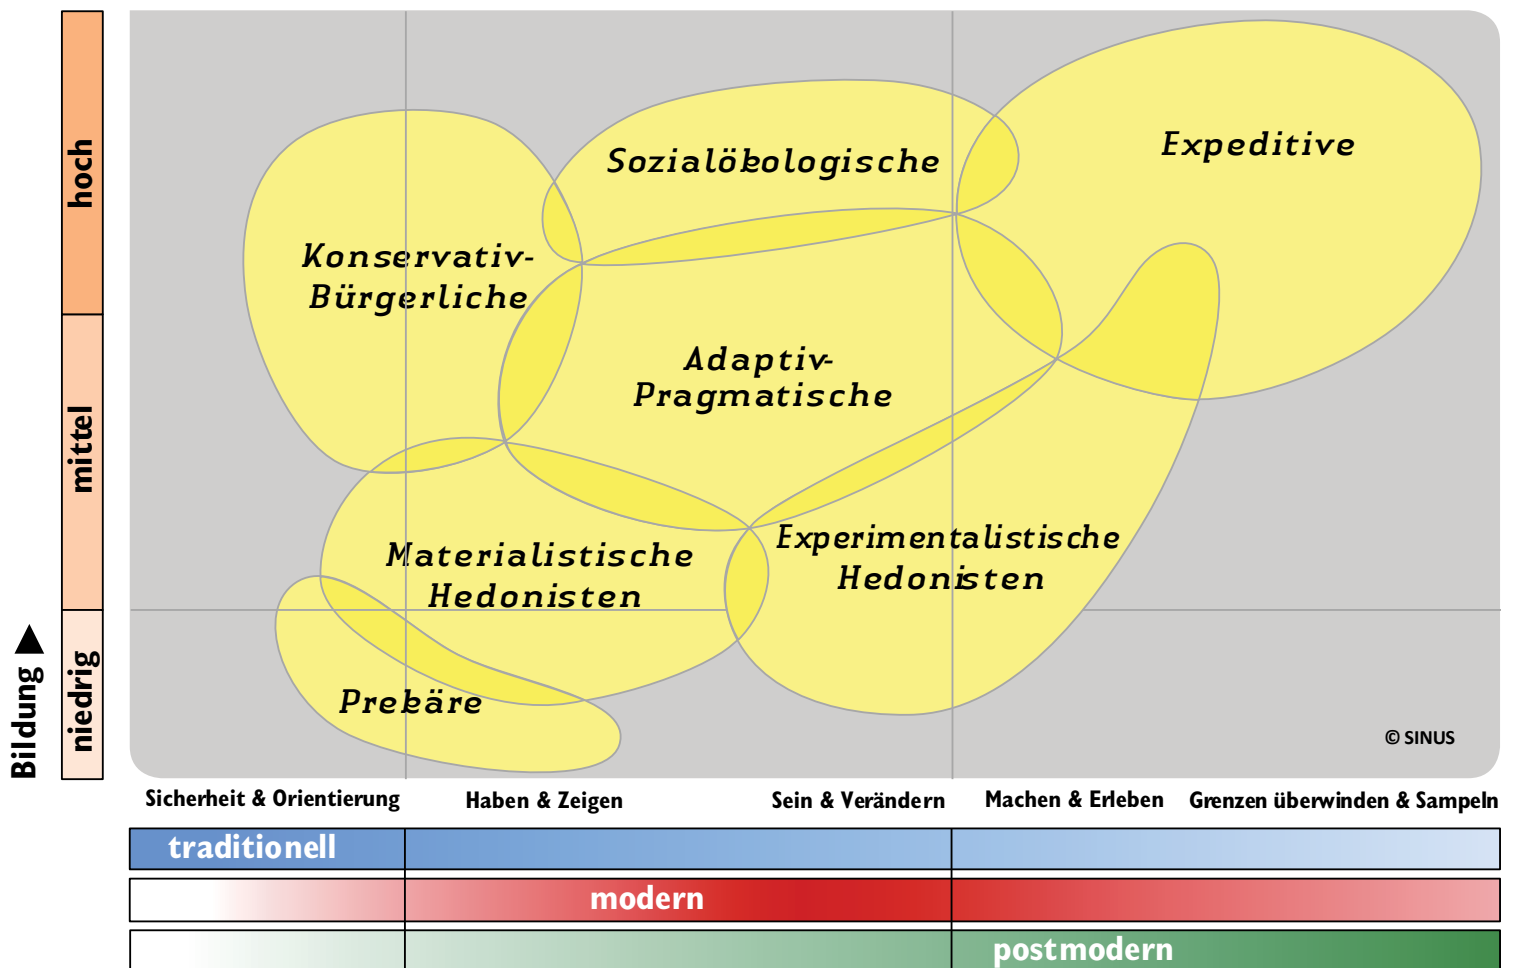 hoch
mittel
niedrig
Bildung ▲
Sozialökologische
Expeditive
Konservativ-
Bürgerliche
Adaptiv-
Pragmatische
Materialistische
Hedonisten
Experimentalistische
Hedonisten
Prekäre
© SINUS
Sicherheit & Orientierung
Haben & Zeigen
Sein & Verändern
Machen & Erleben
Grenzen überwinden & Sampeln
traditionell
modern
postmodern